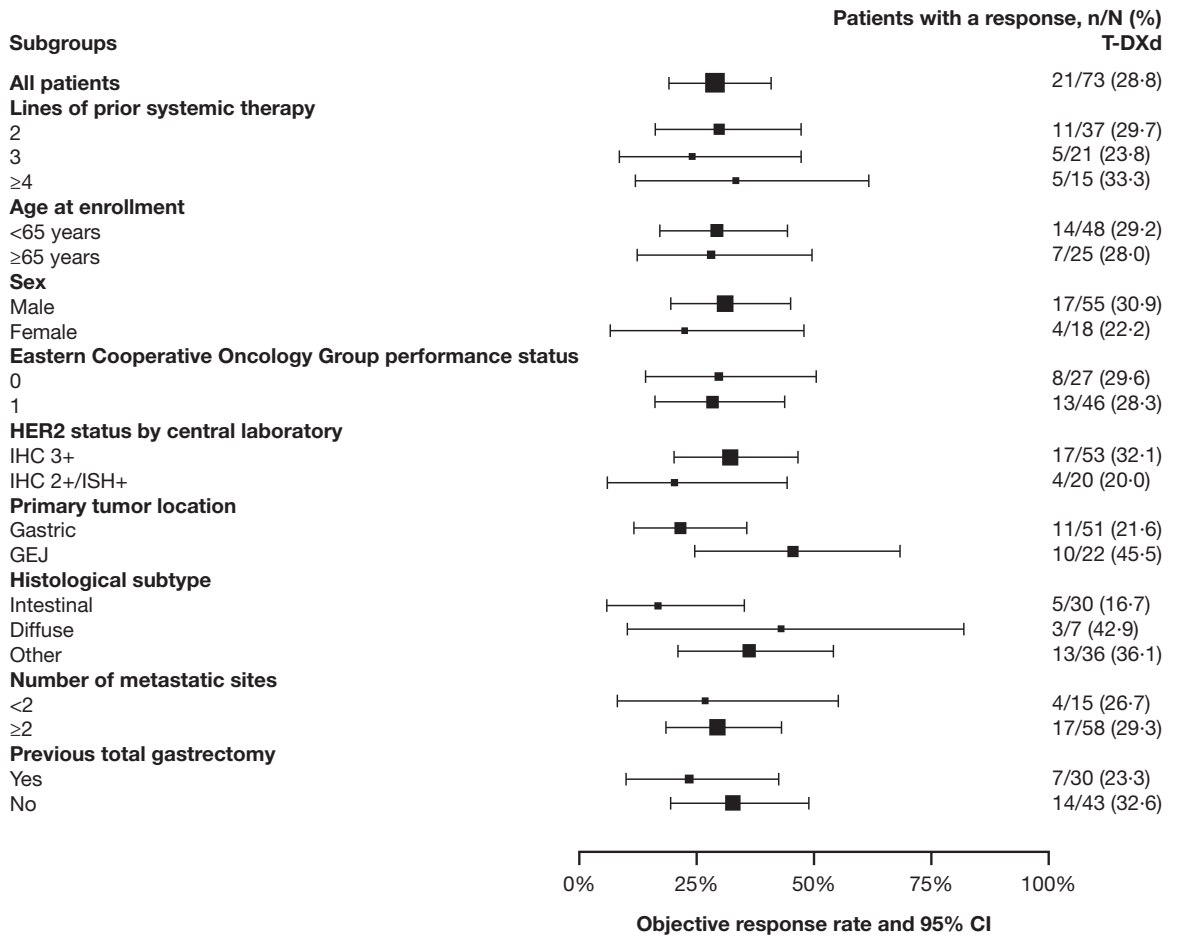 Patients with a response, n/N (%)
Subgroups T-DXd
All patients 21/73 (28·8)
Lines of prior systemic therapy
2 11/37 (29·7)
3 5/21 (23·8)
≥4 5/15 (33·3)
Age at enrollment
<65 years 14/48 (29·2)
≥65 years 7/25 (28·0)
Sex
Male 17/55 (30·9)
Female 4/18 (22·2)
Eastern Cooperative Oncology Group performance status
0 8/27 (29·6)
1 13/46 (28·3)
HER2 status by central laboratory
IHC 3+ 17/53 (32·1)
IHC 2+/ISH+ 4/20 (20·0)
Primary tumor location
Gastric 11/51 (21·6)
GEJ 10/22 (45·5)
Histological subtype
Intestinal 5/30 (16·7)
Diffuse 3/7 (42·9)
Other 13/36 (36·1)
Number of metastatic sites
<2 4/15 (26·7)
≥2 17/58 (29·3)
Previous total gastrectomy
Yes 7/30 (23·3)
No 14/43 (32·6)
0% 25% 50% 75% 100%
Objective response rate and 95% CI